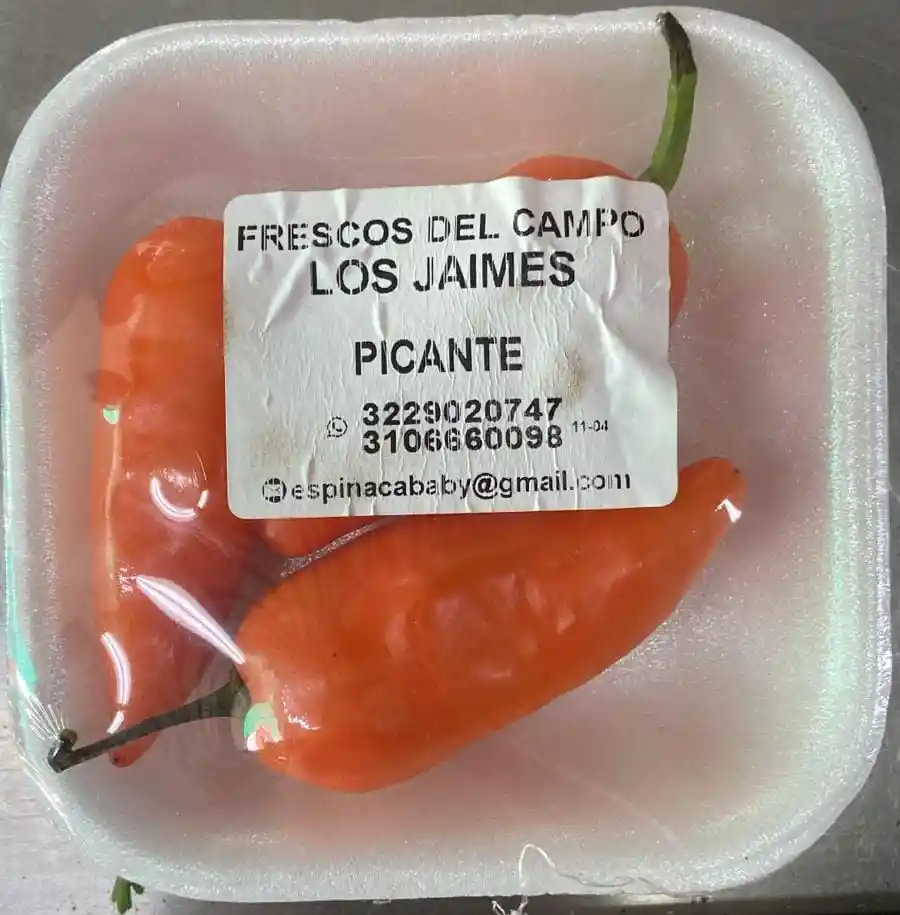 FRESCOS DEL CAMPO
LOS JAIMES
PICANTE
3229020747
3106660098 11-04
espinacababy@gmail.com